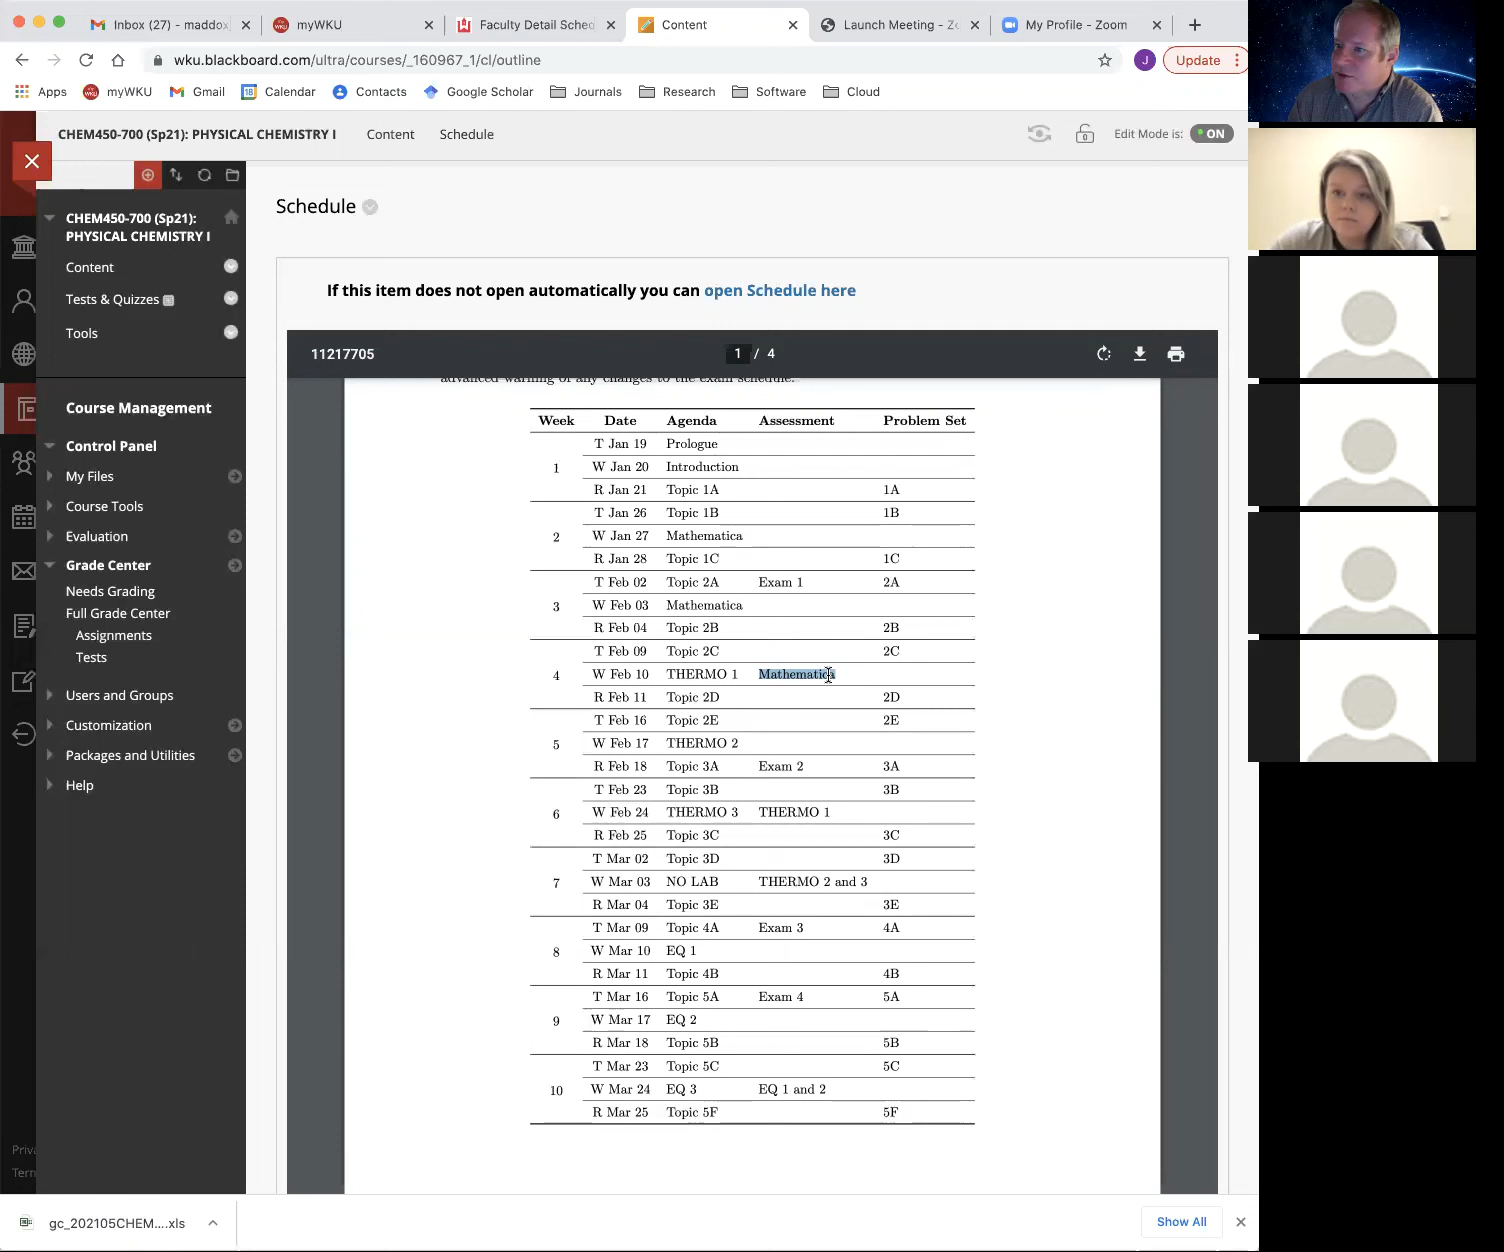 Inbox (27) - maddox
myWKU
Faculty Detail Sched
Content
Launch Meeting - Zo
My Profile - Zoom
wku.blackboard.com/ultra/courses/_160967_1/cl/outline
J
Update
Apps
myWKU
Gmail
18
Calendar
Contacts
Google Scholar
Journals
Research
Software
Cloud
CHEM450-700 (Sp21): PHYSICAL CHEMISTRY I
Content
Schedule
Edit Mode is:
ON
CHEM450-700 (Sp21):
PHYSICAL CHEMISTRY I
Content
Tests & Quizzes
Tools
Course Management
Control Panel
My Files
Course Tools
Evaluation
Grade Center
Needs Grading
Full Grade Center
Assignments
Tests
Users and Groups
Customization
Packages and Utilities
Help
Priva
Term
Schedule
If this item does not open automatically you can open Schedule here
11217705
1 / 4
advanced warning of any changes to the exam schedule.
Week Date Agenda Assessment Problem Set
T Jan 19 Prologue
1 W Jan 20 Introduction
R Jan 21 Topic 1A 1A
T Jan 26 Topic 1B 1B
2 W Jan 27 Mathematica
R Jan 28 Topic 1C 1C
T Feb 02 Topic 2A Exam 1 2A
3 W Feb 03 Mathematica
R Feb 04 Topic 2B 2B
T Feb 09 Topic 2C 2C
4 W Feb 10 THERMO 1 Mathematica
R Feb 11 Topic 2D 2D
T Feb 16 Topic 2E 2E
5 W Feb 17 THERMO 2
R Feb 18 Topic 3A Exam 2 3A
T Feb 23 Topic 3B 3B
6 W Feb 24 THERMO 3 THERMO 1
R Feb 25 Topic 3C 3C
T Mar 02 Topic 3D 3D
7 W Mar 03 NO LAB THERMO 2 and 3
R Mar 04 Topic 3E 3E
T Mar 09 Topic 4A Exam 3 4A
8 W Mar 10 EQ 1
R Mar 11 Topic 4B 4B
T Mar 16 Topic 5A Exam 4 5A
9 W Mar 17 EQ 2
R Mar 18 Topic 5B 5B
T Mar 23 Topic 5C 5C
10 W Mar 24 EQ 3 EQ 1 and 2
R Mar 25 Topic 5F 5F
gc_202105CHEM....xls
Show All